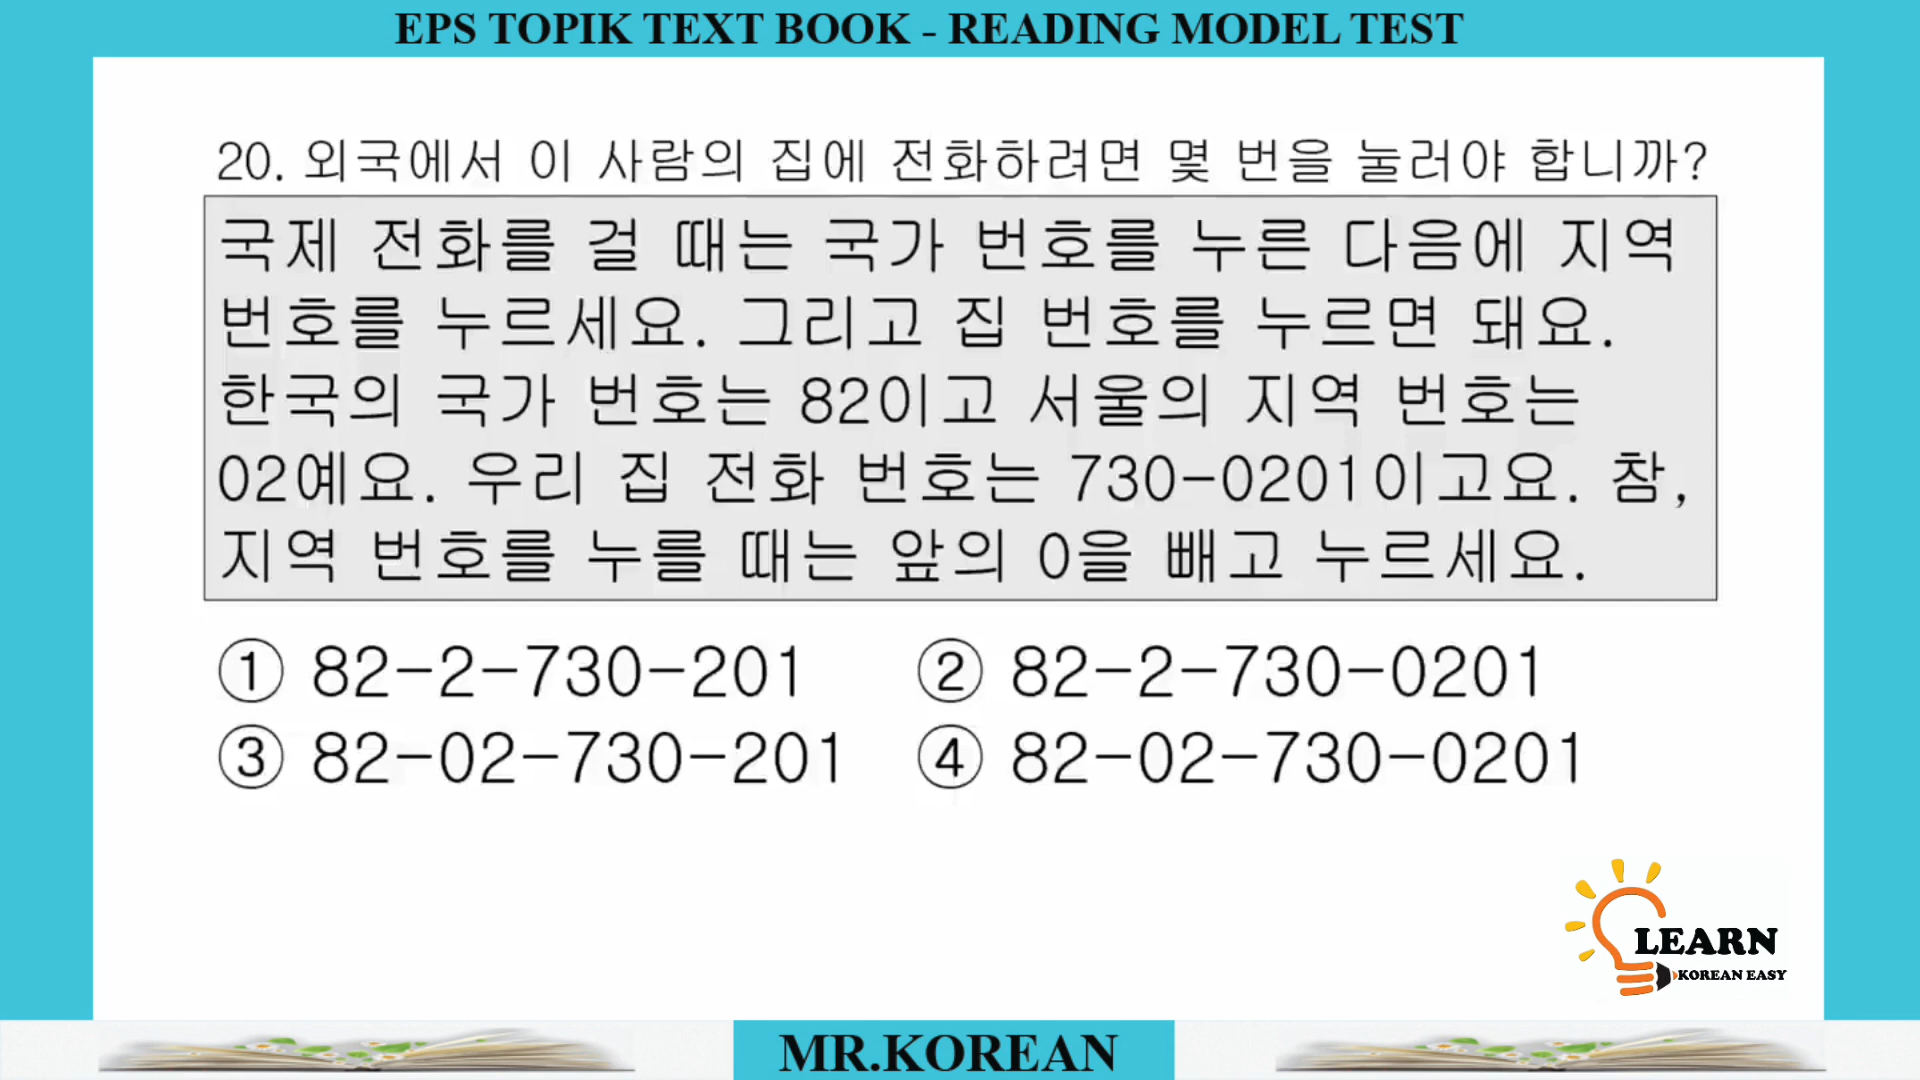 EPS TOPIK TEXT BOOK - READING MODEL TEST
20. 외국에서 이 사람의 집에 전화하려면 몇 번을 눌러야 합니까?
국제 전화를 걸 때는 국가 번호를 누른 다음에 지역
번호를 누르세요. 그리고 집 번호를 누르면 돼요.
한국의 국가 번호는 82이고 서울의 지역 번호는
02예요. 우리 집 전화 번호는 730-0201이고요. 참,
지역 번호를 누를 때는 앞의 0을 빼고 누르세요.
① 82-2-730-201 ② 82-2-730-0201
③ 82-02-730-201 ④ 82-02-730-0201
LEARN
KOREAN EASY
MR.KOREAN